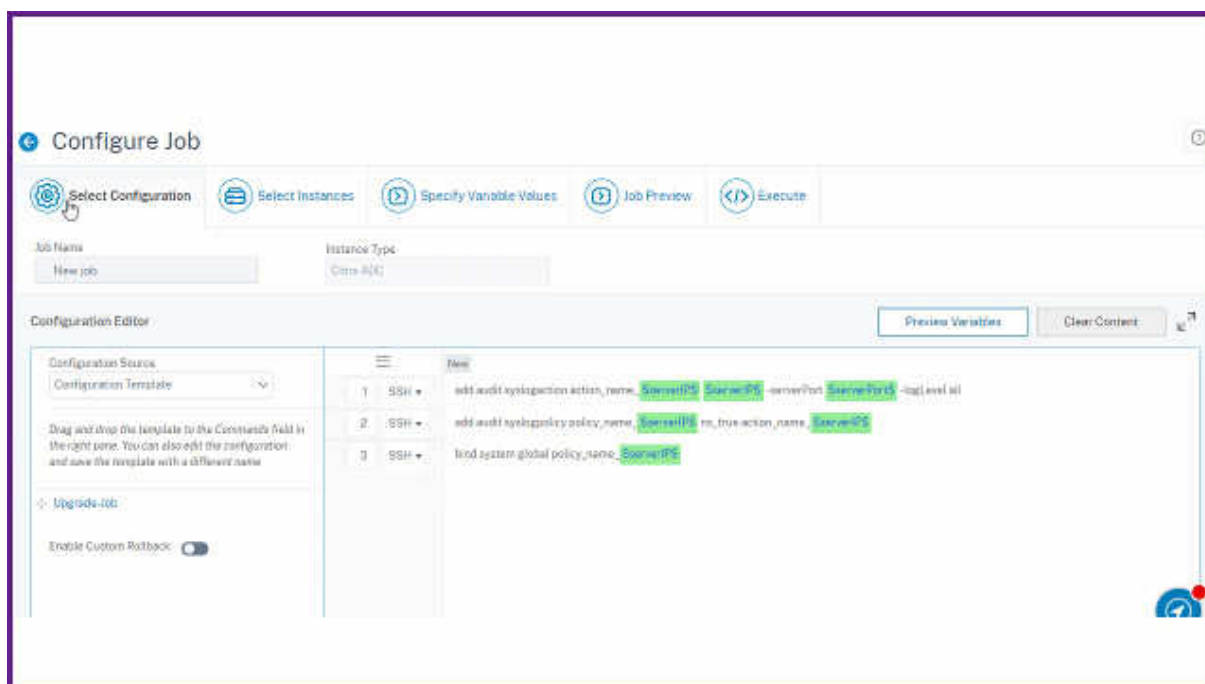 Configure Job
Select Configuration
Select Instances
Specify Variable Values
Job Preview
Execute
Job Name
Instance Type
New job
Citrix ADC
Configuration Editor
Preview Variables
Clear Content
Configuration Source
Configuration Template
Drag and drop the template to the Commands field in
the right pane. You can also edit the configuration
and save the template with a different name
Upgrade-Job
Enable Custom Rollback
New
1 SSH add audit syslogaction action_name_$serverIP$ $serverIP$ -serverPort $serverPort$ -logLevel all
2 SSH add audit syslogpolicy policy_name_$serverIP$ ns_true action_name_$serverIP$
3 SSH bind system global policy_name_$serverIP$